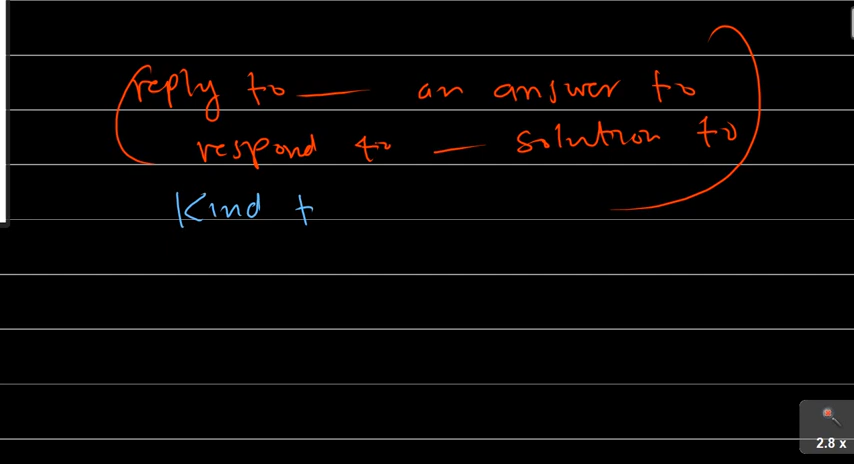 reply to — an answer to
respond to — solution to
Kind t
2.8 x